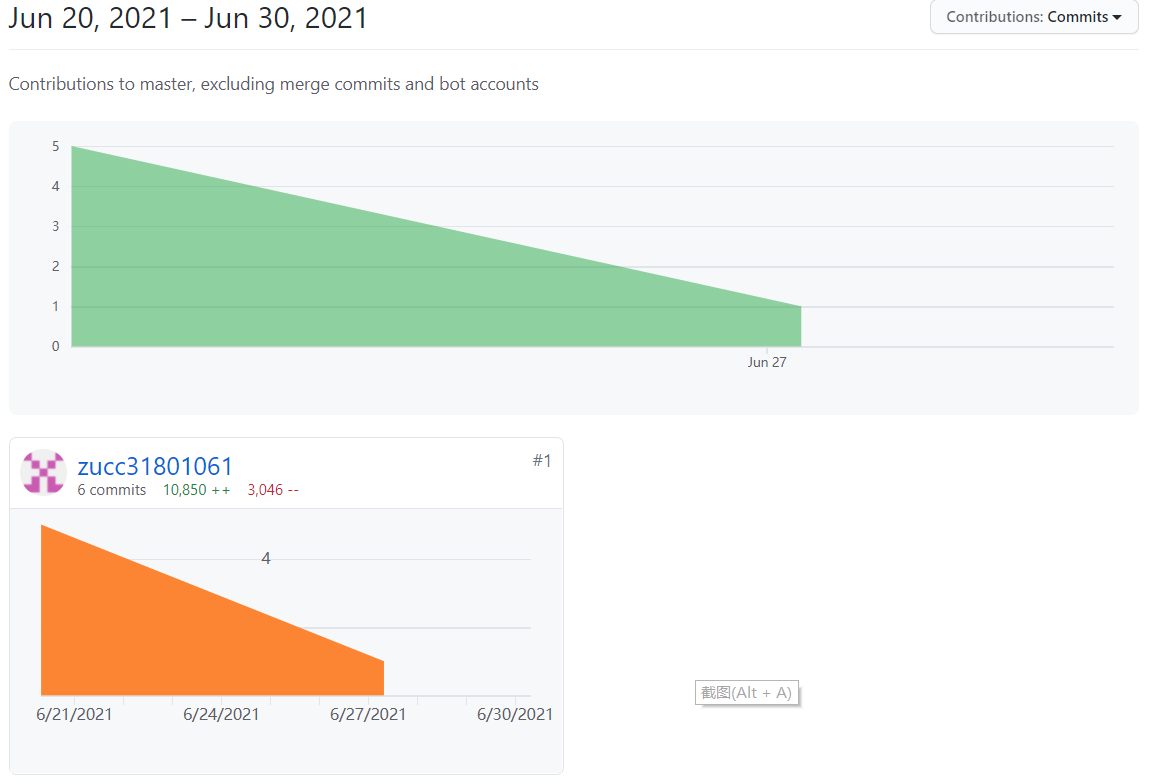 Jun 20, 2021 – Jun 30, 2021
Contributions: Commits
Contributions to master, excluding merge commits and bot accounts
5
4
3
2
1
0
Jun 27
zucc31801061
#1
6 commits 10,850 ++ 3,046 --
4
6/21/2021 6/24/2021 6/27/2021 6/30/2021
截图(Alt + A)